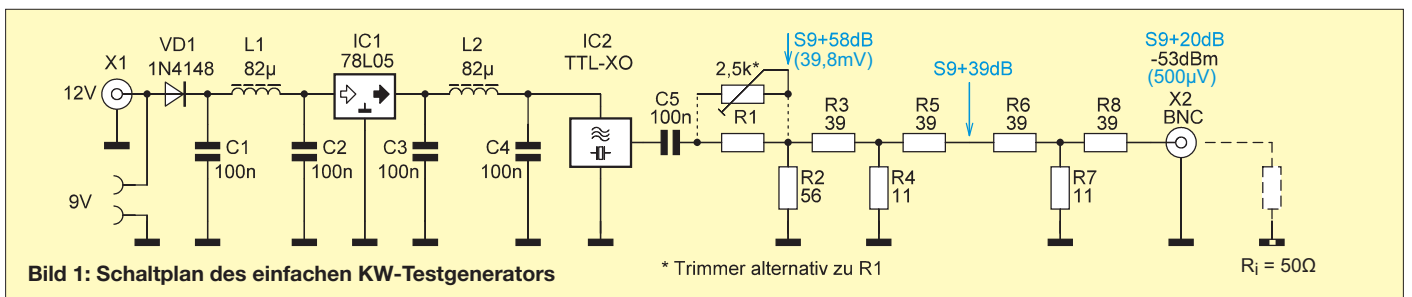 X1
12V
9V
VD1
1N4148
C1
100n
L1
82µ
C2
100n
IC1
78L05
C3
100n
L2
82µ
C4
100n
IC2
TTL-XO
C5
100n
2,5k*
R1
S9+58dB
(39,8mV)
R2
56
R3
39
R4
11
R5
39
S9+39dB
R6
39
R7
11
R8
39
S9+20dB
-53dBm
(500µV)
X2
BNC
Ri = 50Ω
* Trimmer alternativ zu R1
Bild 1: Schaltplan des einfachen KW-Testgenerators